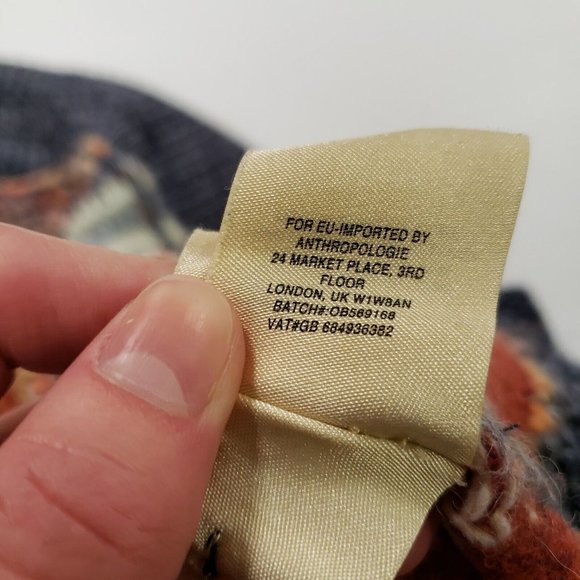 FOR EU-IMPORTED BY
ANTHROPOLOGIE
24 MARKET PLACE, 3RD
FLOOR
LONDON, UK W1W8AN
BATCH#:OB569168
VAT#GB 684936382